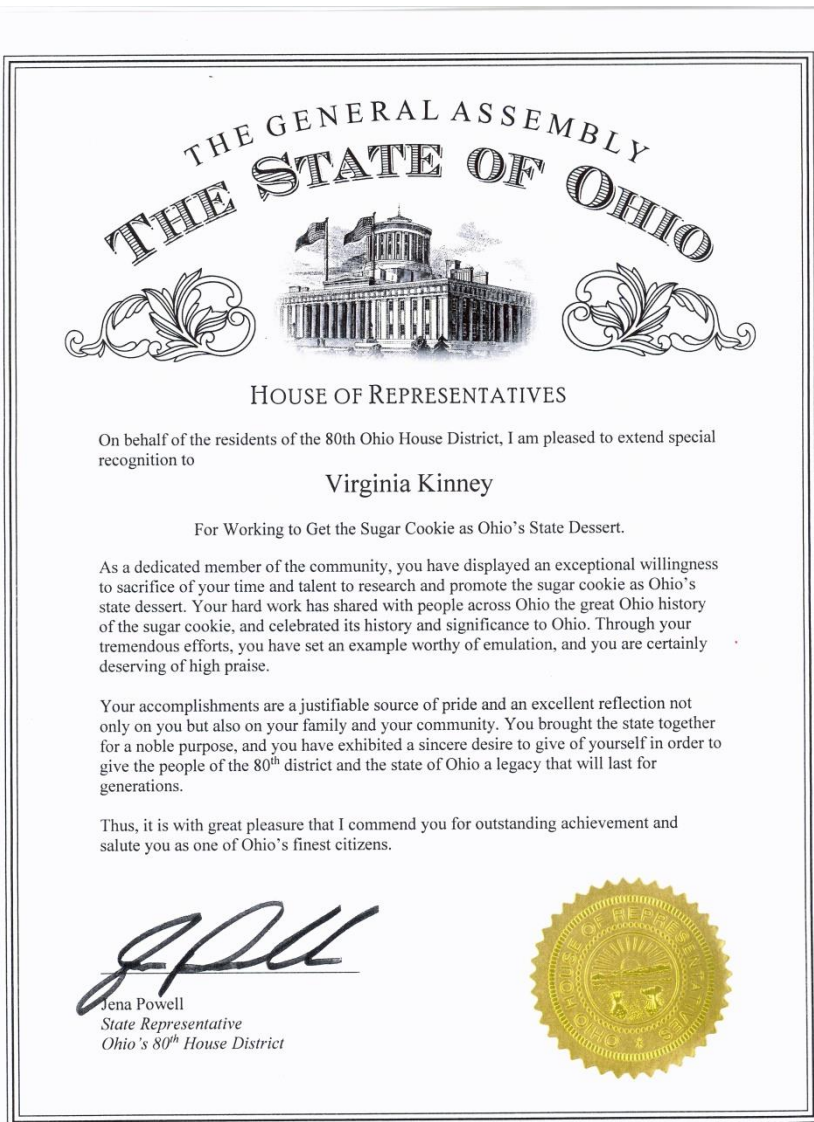 THE GENERAL ASSEMBLY
THE STATE OF OHIO
HOUSE OF REPRESENTATIVES
On behalf of the residents of the 80th Ohio House District, I am pleased to extend special
recognition to
Virginia Kinney
For Working to Get the Sugar Cookie as Ohio's State Dessert.
As a dedicated member of the community, you have displayed an exceptional willingness
to sacrifice of your time and talent to research and promote the sugar cookie as Ohio's
state dessert. Your hard work has shared with people across Ohio the great Ohio history
of the sugar cookie, and celebrated its history and significance to Ohio. Through your
tremendous efforts, you have set an example worthy of emulation, and you are certainly
deserving of high praise.
Your accomplishments are a justifiable source of pride and an excellent reflection not
only on you but also on your family and your community. You brought the state together
for a noble purpose, and you have exhibited a sincere desire to give of yourself in order to
give the people of the 80th district and the state of Ohio a legacy that will last for
generations.
Thus, it is with great pleasure that I commend you for outstanding achievement and
salute you as one of Ohio's finest citizens.
Jena Powell
State Representative
Ohio's 80th House District
OHIO HOUSE OF REPRESENTATIVES